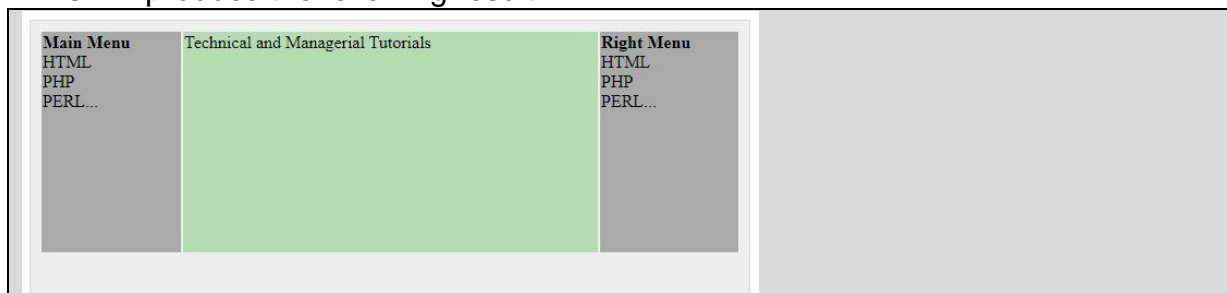 Main Menu
HTML
PHP
PERL...
Technical and Managerial Tutorials
Right Menu
HTML
PHP
PERL...